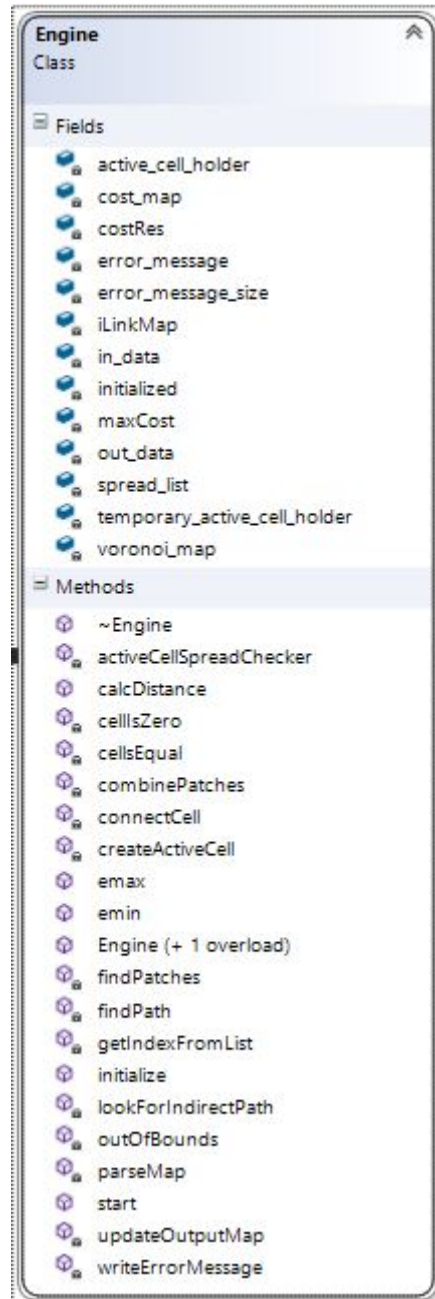 Engine
Class
Fields
active_cell_holder
cost_map
costRes
error_message
error_message_size
iLinkMap
in_data
initialized
maxCost
out_data
spread_list
temporary_active_cell_holder
voronoi_map
Methods
~Engine
activeCellSpreadChecker
calcDistance
cellIsZero
cellsEqual
combinePatches
connectCell
createActiveCell
emax
emin
Engine (+ 1 overload)
findPatches
findPath
getIndexFromList
initialize
lookForIndirectPath
outOfBounds
parseMap
start
updateOutputMap
writeErrorMessage